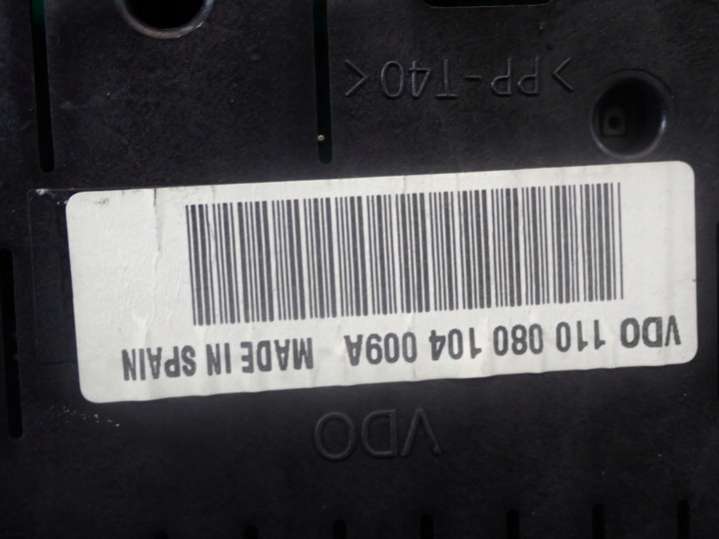 VDO
VDO 110 080 104 009A MADE IN SPAIN
>PP-T40<